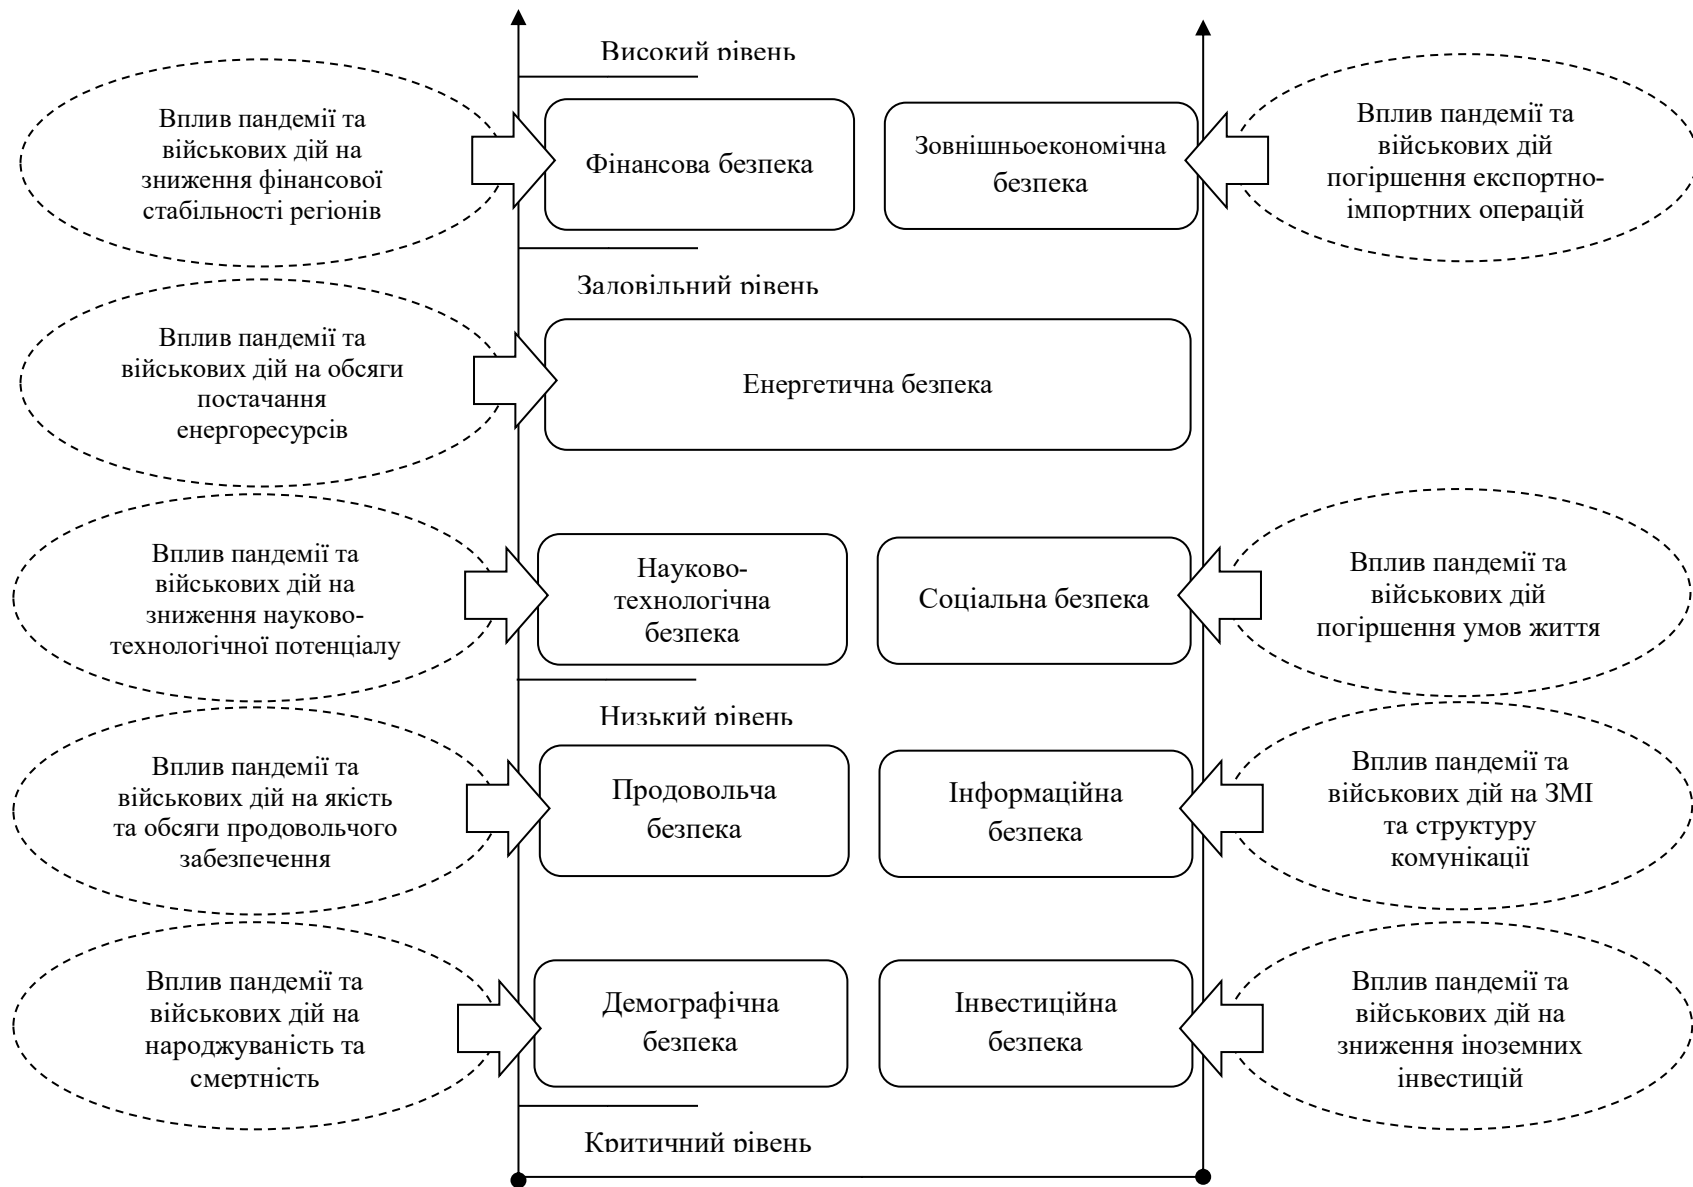 Високий рівень
Вплив пандемії та
військових дій на
зниження фінансової
стабільності регіонів
Фінансова безпека
Зовнішньоекономічна
безпека
Вплив пандемії та
військових дій
погіршення експортно-
імпортних операцій
Задовільний рівень
Вплив пандемії та
військових дій на обсяги
постачання
енергоресурсів
Енергетична безпека
Вплив пандемії та
військових дій на
зниження науково-
технологічної потенціалу
Науково-
технологічна
безпека
Соціальна безпека
Вплив пандемії та
військових дій
погіршення умов життя
Низький рівень
Вплив пандемії та
військових дій на якість
та обсяги продовольчого
забезпечення
Продовольча
безпека
Інформаційна
безпека
Вплив пандемії та
військових дій на ЗМІ
та структуру
комунікації
Вплив пандемії та
військових дій на
народжуваність та
смертність
Демографічна
безпека
Інвестиційна
безпека
Вплив пандемії та
військових дій на
зниження іноземних
інвестицій
Критичний рівень